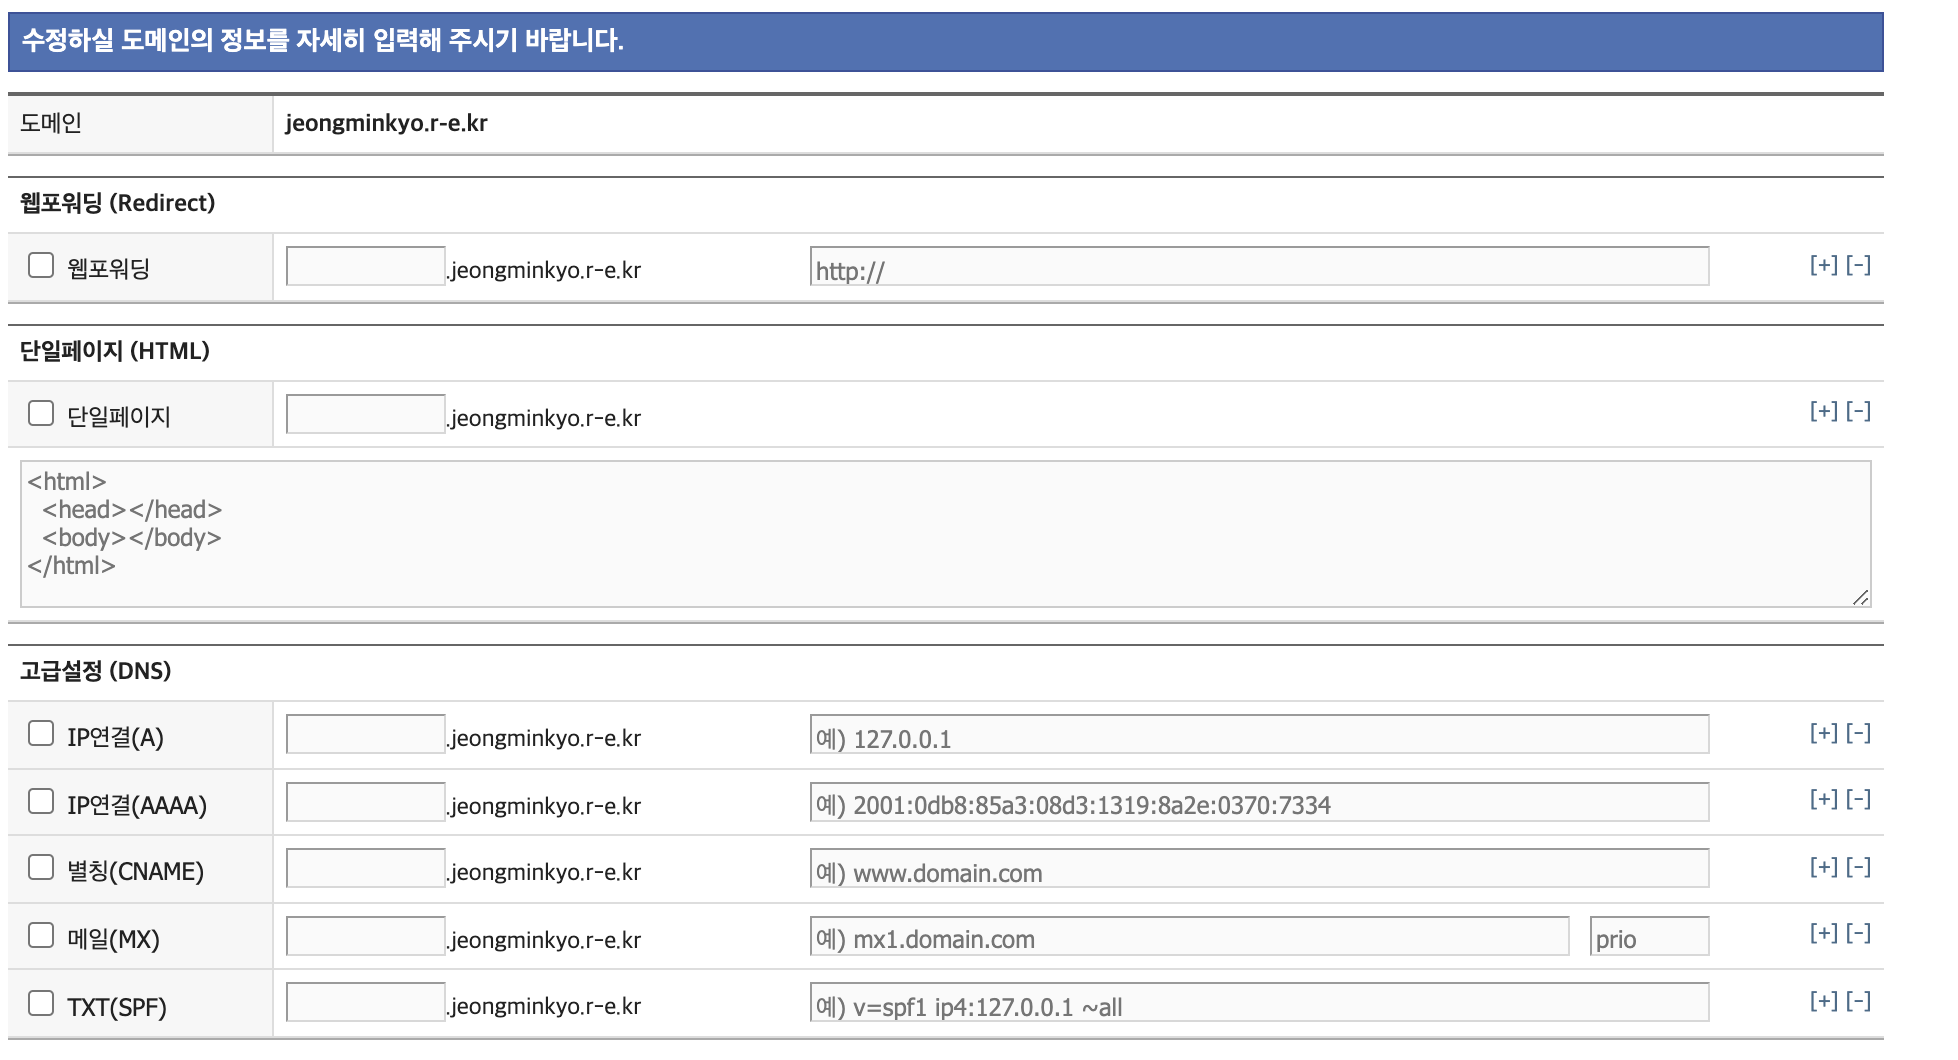 수정하실 도메인의 정보를 자세히 입력해 주시기 바랍니다.
도메인 jeongminkyo.r-e.kr
웹포워딩 (Redirect)
웹포워딩 .jeongminkyo.r-e.kr http:// [+] [-]
단일페이지 (HTML)
단일페이지 .jeongminkyo.r-e.kr [+] [-]
<html>
  <head></head>
  <body></body>
</html>
고급설정 (DNS)
IP연결(A) .jeongminkyo.r-e.kr 예) 127.0.0.1 [+] [-]
IP연결(AAAA) .jeongminkyo.r-e.kr 예) 2001:0db8:85a3:08d3:1319:8a2e:0370:7334 [+] [-]
별칭(CNAME) .jeongminkyo.r-e.kr 예) www.domain.com [+] [-]
메일(MX) .jeongminkyo.r-e.kr 예) mx1.domain.com prio [+] [-]
TXT(SPF) .jeongminkyo.r-e.kr 예) v=spf1 ip4:127.0.0.1 ~all [+] [-]